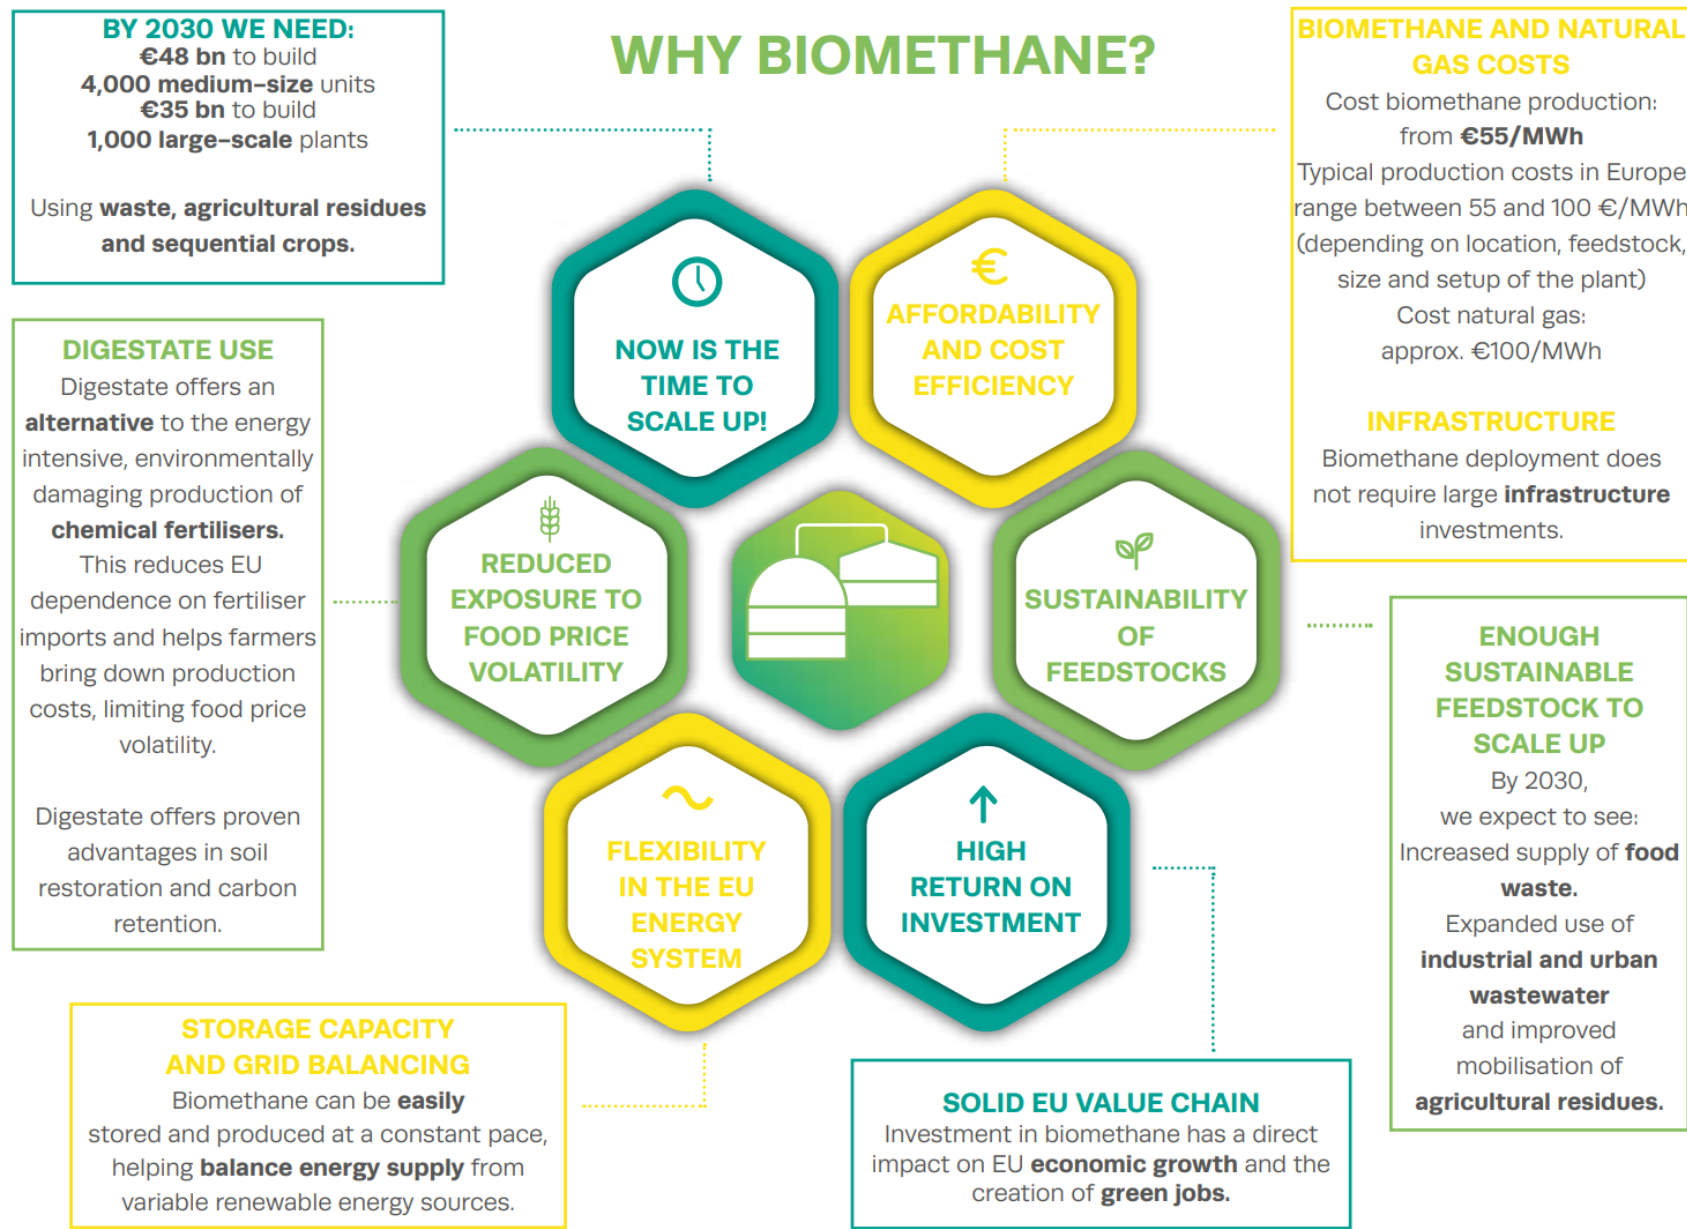 WHY BIOMETHANE?
BY 2030 WE NEED:
€48 bn to build
4,000 medium-size units
€35 bn to build
1,000 large-scale plants
Using waste, agricultural residues
and sequential crops.
BIOMETHANE AND NATURAL
GAS COSTS
Cost biomethane production:
from €55/MWh
Typical production costs in Europe
range between 55 and 100 €/MWh
(depending on location, feedstock,
size and setup of the plant)
Cost natural gas:
approx. €100/MWh
INFRASTRUCTURE
Biomethane deployment does
not require large infrastructure
investments.
NOW IS THE
TIME TO
SCALE UP!
AFFORDABILITY
AND COST
EFFICIENCY
DIGESTATE USE
Digestate offers an
alternative to the energy
intensive, environmentally
damaging production of
chemical fertilisers.
This reduces EU
dependence on fertiliser
imports and helps farmers
bring down production
costs, limiting food price
volatility.
Digestate offers proven
advantages in soil
restoration and carbon
retention.
REDUCED
EXPOSURE TO
FOOD PRICE
VOLATILITY
SUSTAINABILITY
OF
FEEDSTOCKS
ENOUGH
SUSTAINABLE
FEEDSTOCK TO
SCALE UP
By 2030,
we expect to see:
Increased supply of food
waste.
Expanded use of
industrial and urban
wastewater
and improved
mobilisation of
agricultural residues.
FLEXIBILITY
IN THE EU
ENERGY
SYSTEM
HIGH
RETURN ON
INVESTMENT
STORAGE CAPACITY
AND GRID BALANCING
Biomethane can be easily
stored and produced at a constant pace,
helping balance energy supply from
variable renewable energy sources.
SOLID EU VALUE CHAIN
Investment in biomethane has a direct
impact on EU economic growth and the
creation of green jobs.